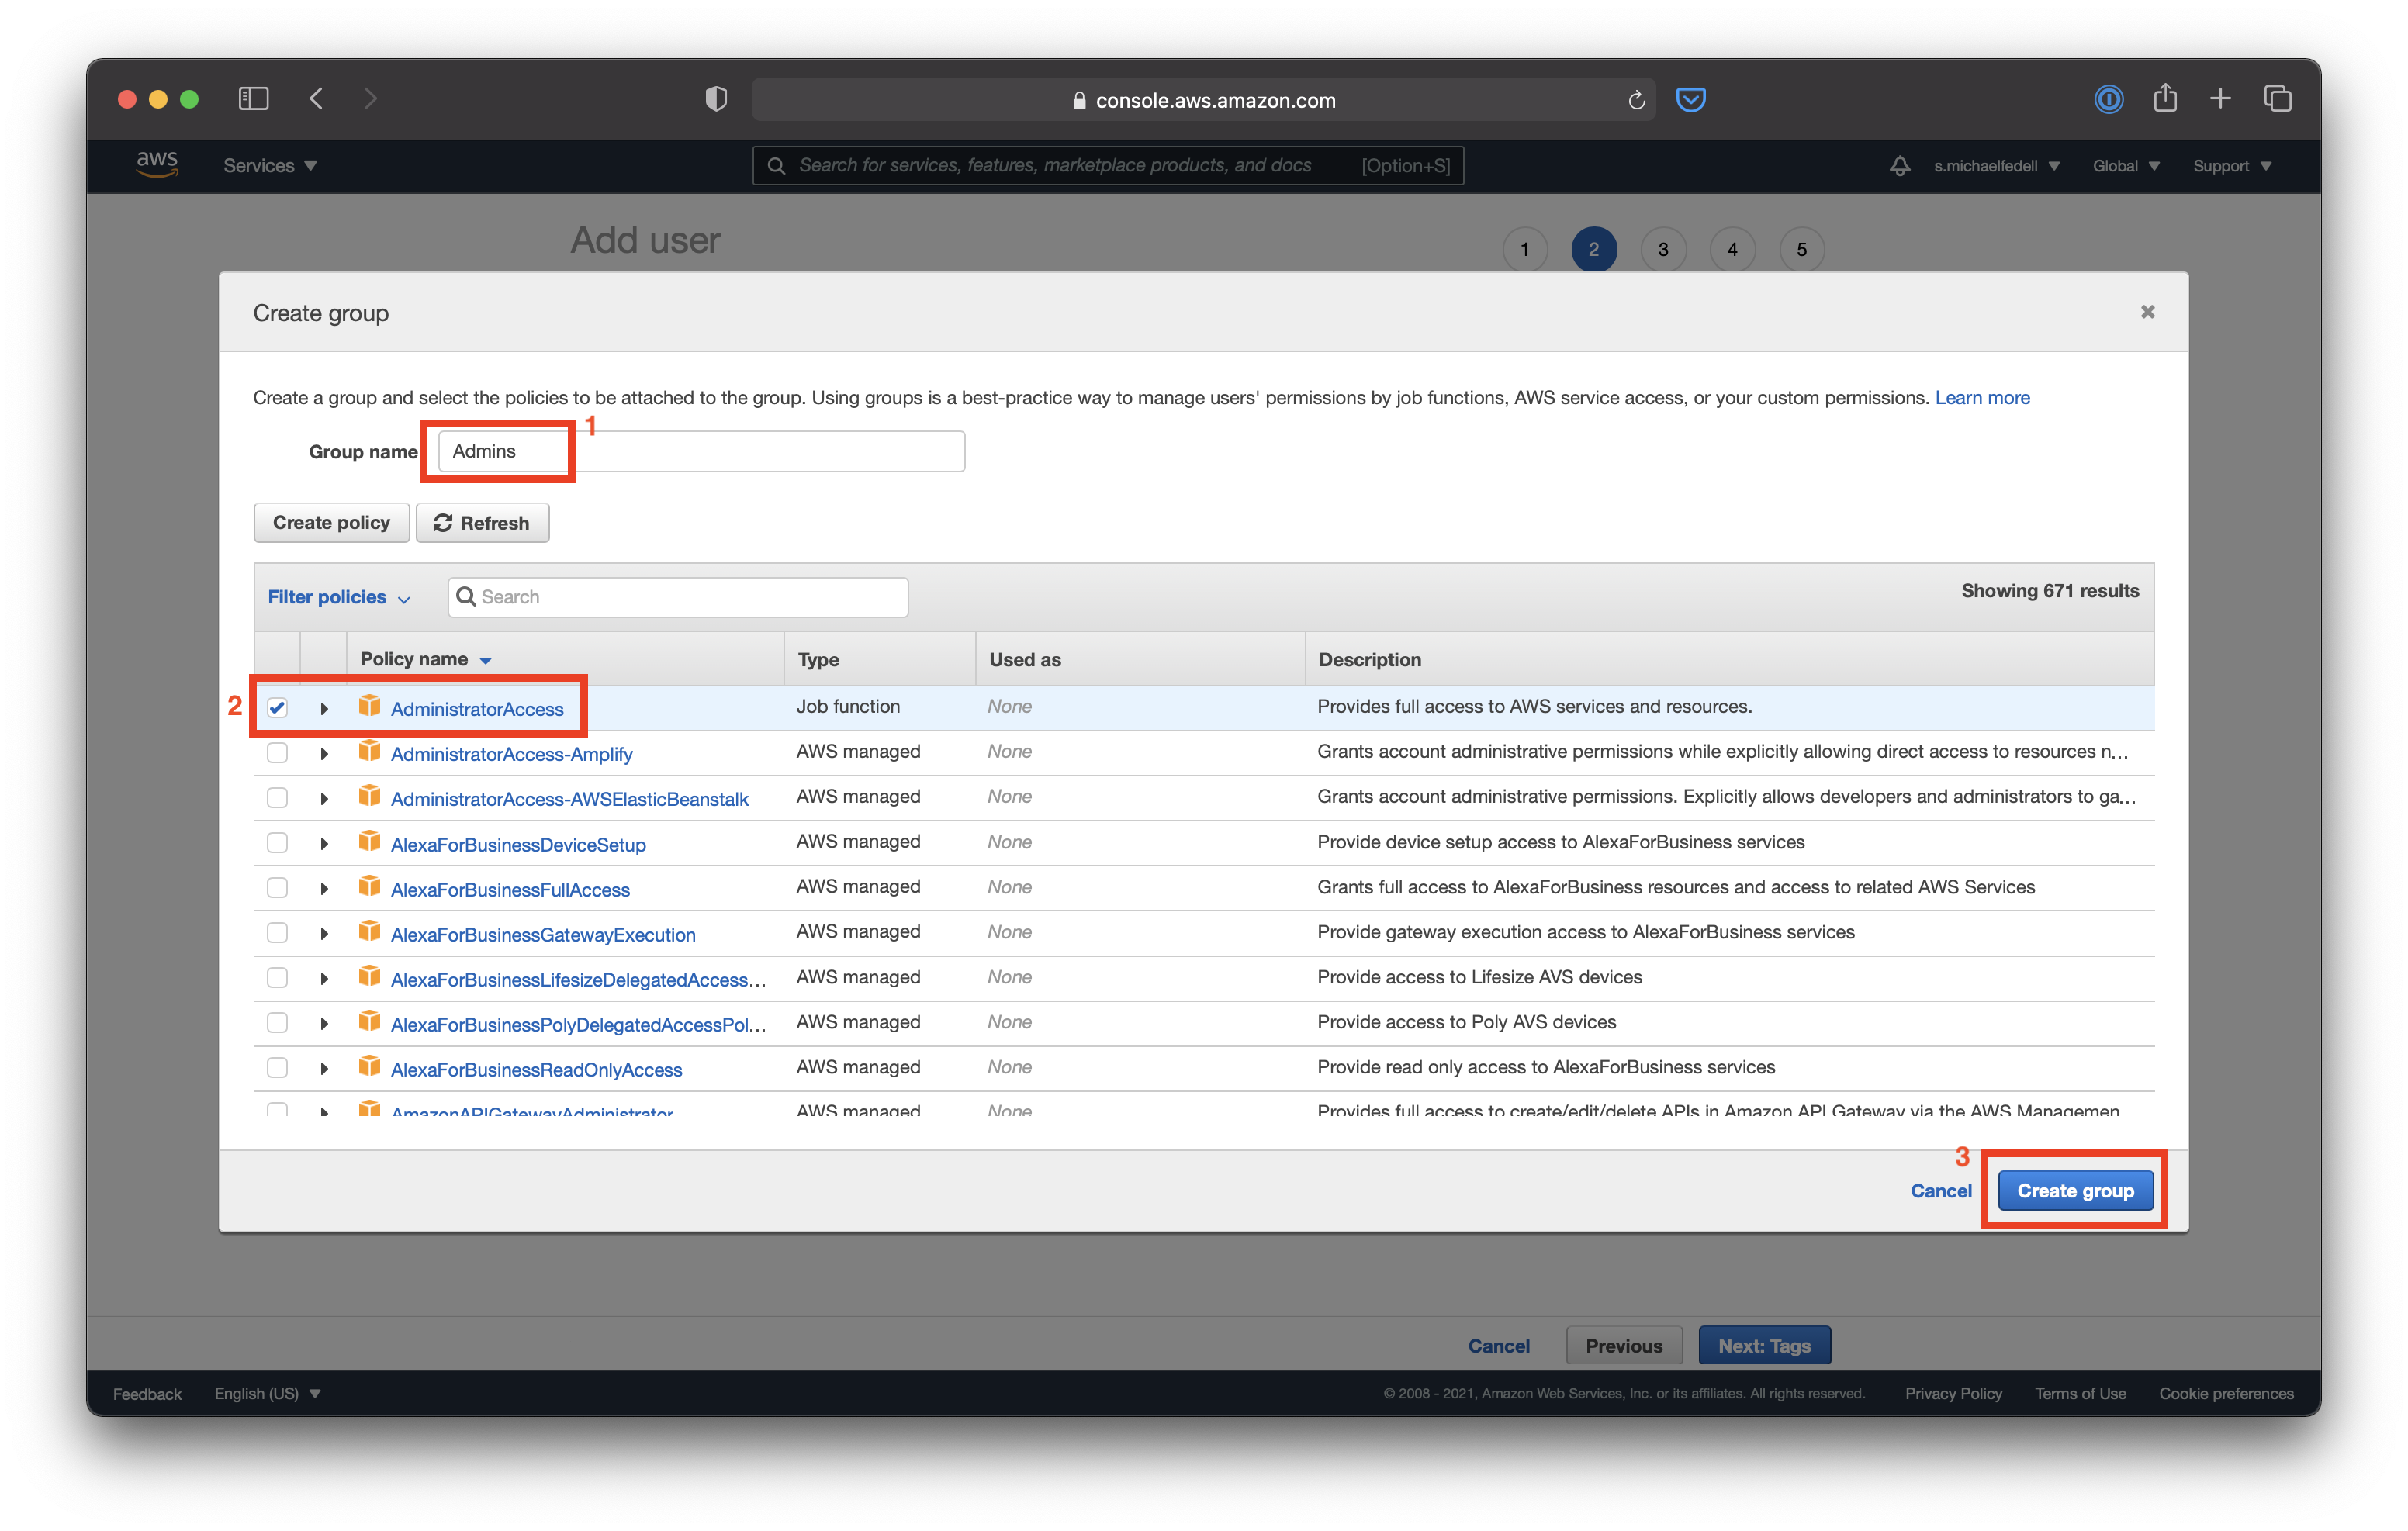 console.aws.amazon.com
aws Services Search for services, features, marketplace products, and docs [Option+S] s.michaelfedell Global Support
Add user 1 2 3 4 5
Create group
Create a group and select the policies to be attached to the group. Using groups is a best-practice way to manage users' permissions by job functions, AWS service access, or your custom permissions. Learn more
1
Group name Admins
Create policy Refresh
Filter policies Search Showing 671 results
Policy name Type Used as Description
2 AdministratorAccess Job function None Provides full access to AWS services and resources.
AdministratorAccess-Amplify AWS managed None Grants account administrative permissions while explicitly allowing direct access to resources n...
AdministratorAccess-AWSElasticBeanstalk AWS managed None Grants account administrative permissions. Explicitly allows developers and administrators to ga...
AlexaForBusinessDeviceSetup AWS managed None Provide device setup access to AlexaForBusiness services
AlexaForBusinessFullAccess AWS managed None Grants full access to AlexaForBusiness resources and access to related AWS Services
AlexaForBusinessGatewayExecution AWS managed None Provide gateway execution access to AlexaForBusiness services
AlexaForBusinessLifesizeDelegatedAccess... AWS managed None Provide access to Lifesize AVS devices
AlexaForBusinessPolyDelegatedAccessPol... AWS managed None Provide access to Poly AVS devices
AlexaForBusinessReadOnlyAccess AWS managed None Provide read only access to AlexaForBusiness services
AmazonAPIGatewayAdministrator AWS managed None Provides full access to create/edit/delete APIs in Amazon API Gateway via the AWS Managemen
3
Cancel Create group
Cancel Previous Next: Tags
Feedback English (US) © 2008 - 2021, Amazon Web Services, Inc. or its affiliates. All rights reserved. Privacy Policy Terms of Use Cookie preferences